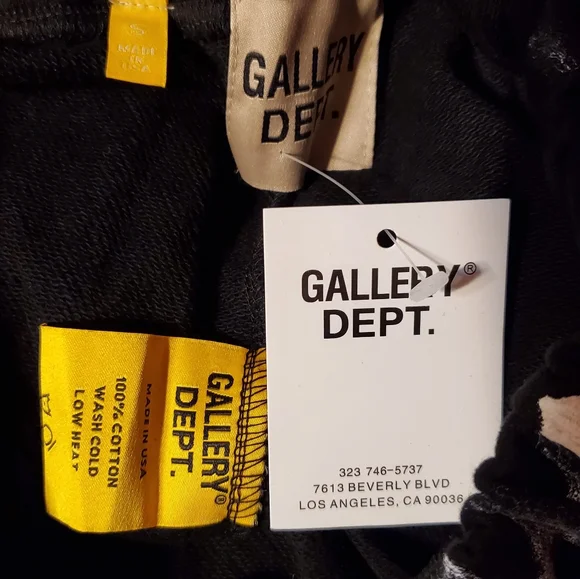 S
MADE
IN
USA
GALLERY
DEPT.
GALLERY®
DEPT.
323 746-5737
7613 BEVERLY BLVD
LOS ANGELES, CA 90036
GALLERY®
DEPT.
MADE IN USA
100% COTTON
WASH COLD
LOW HEAT